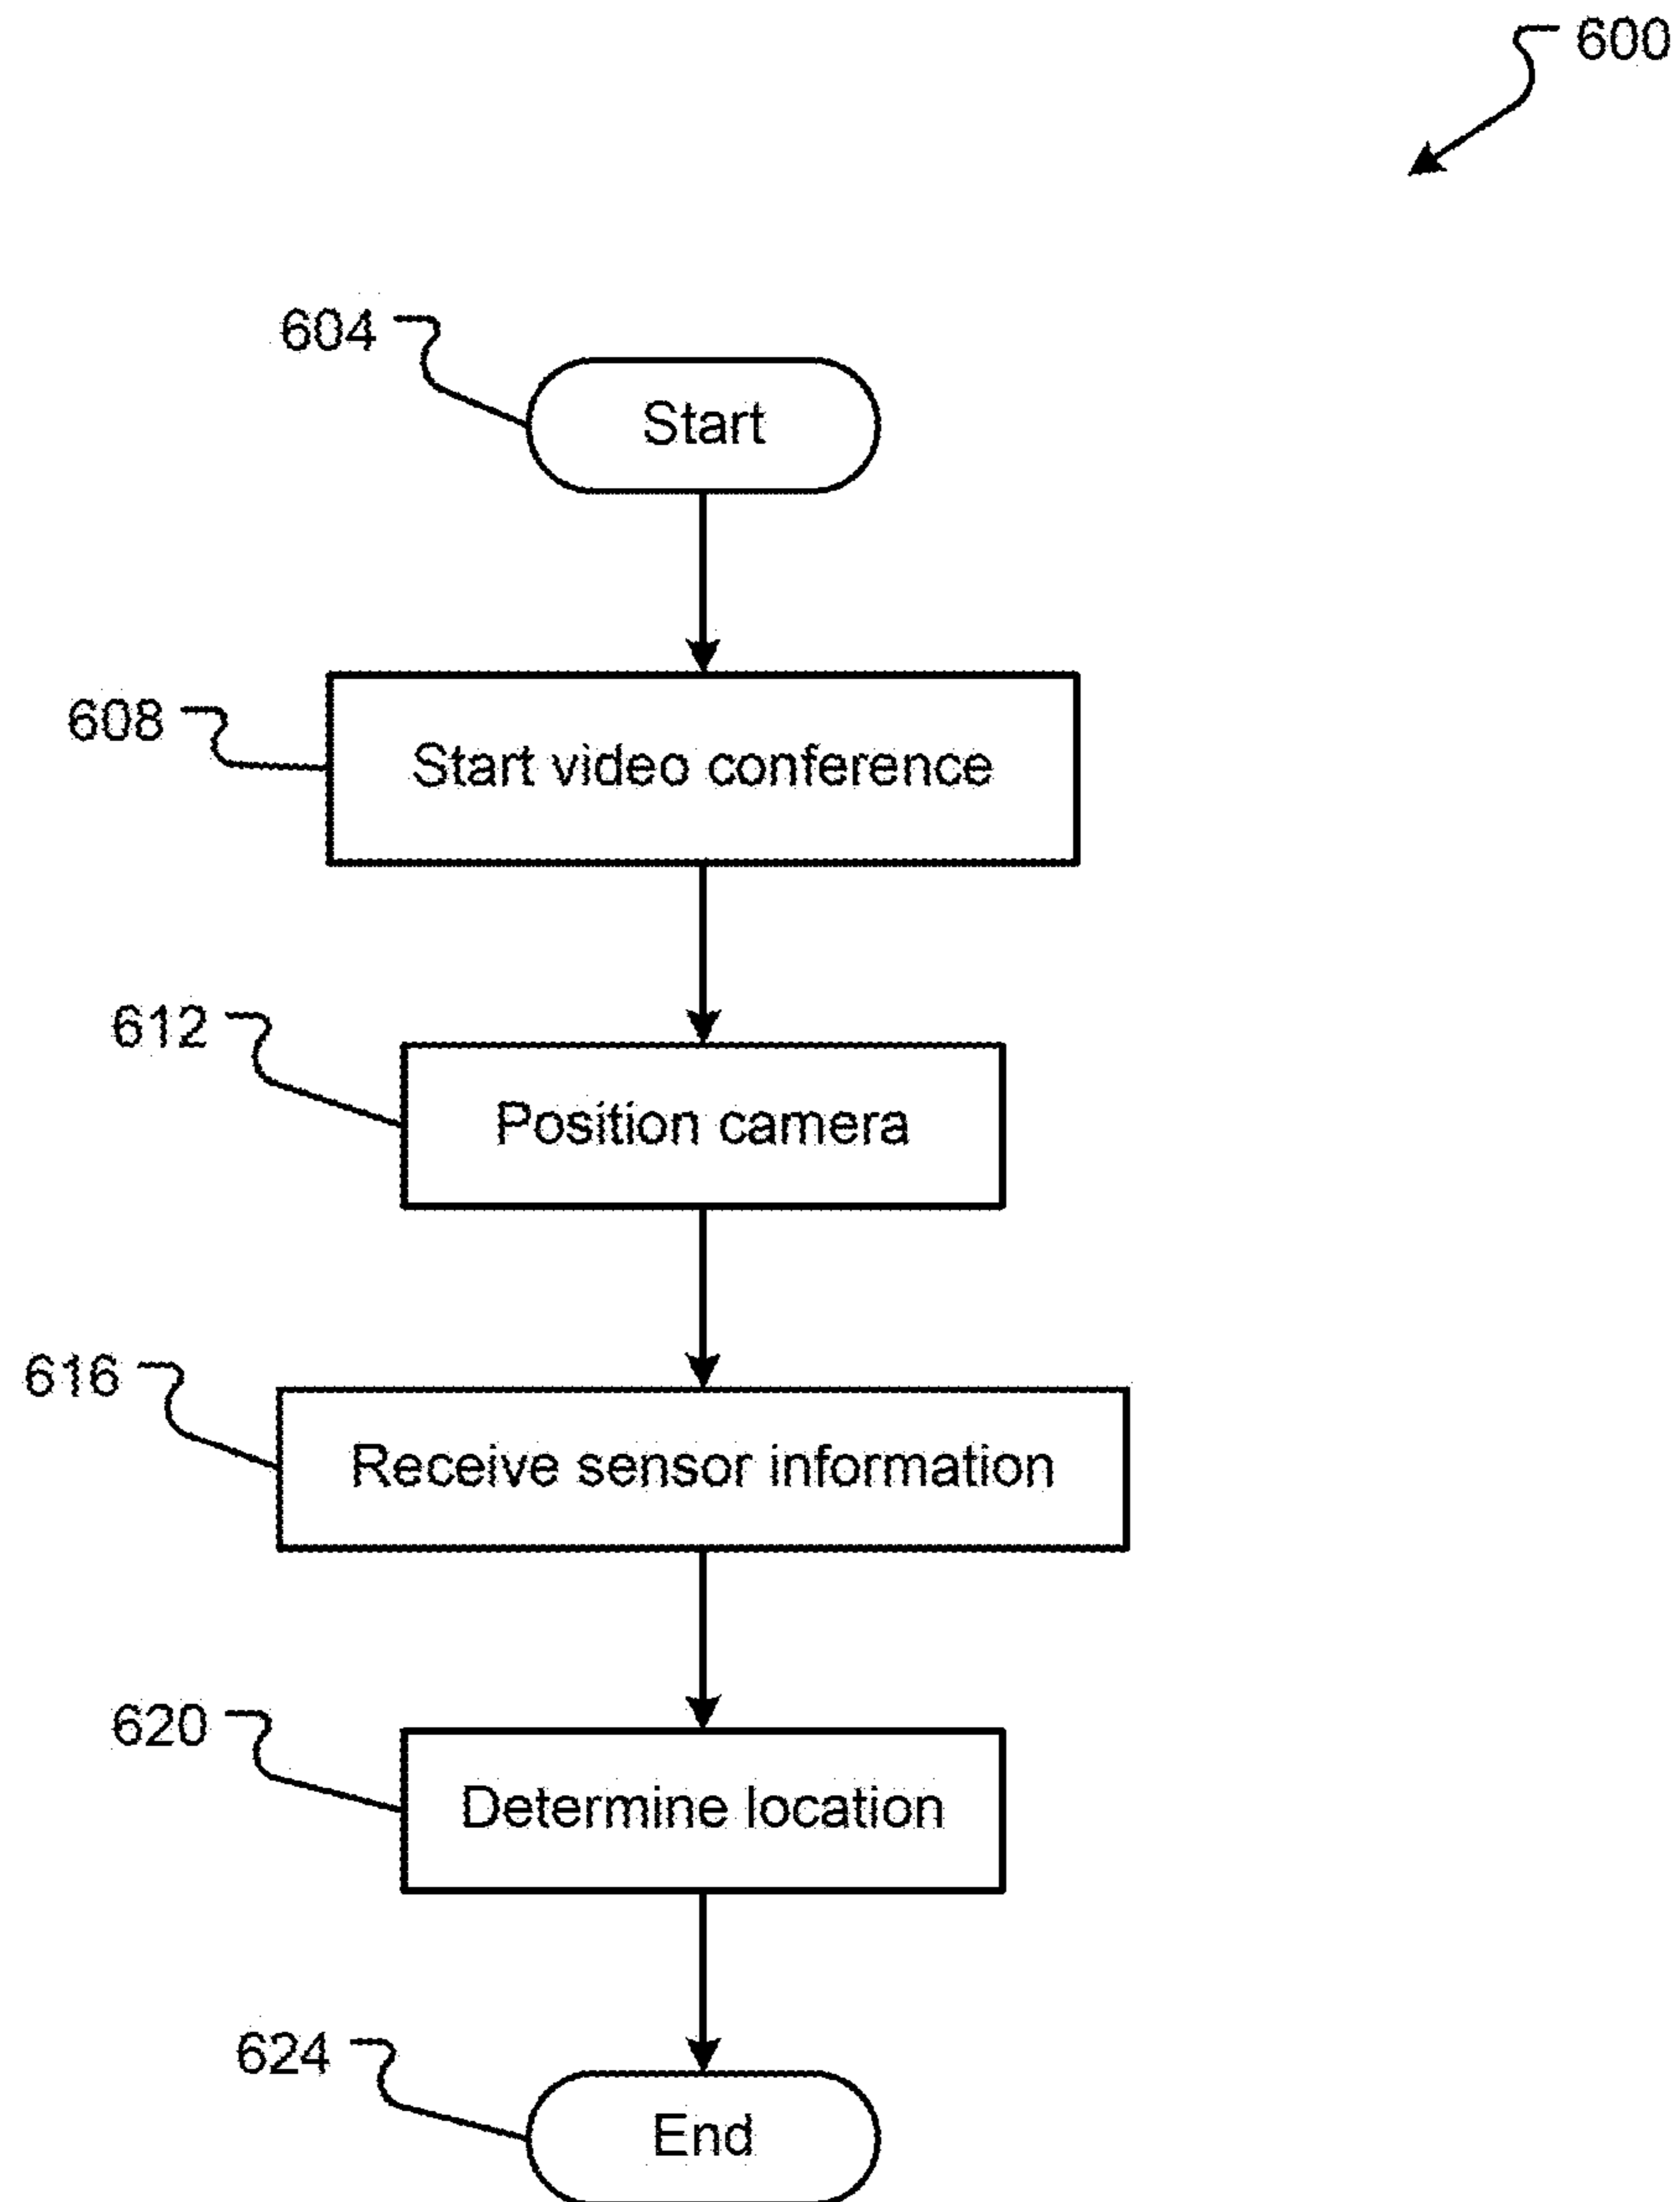 600
604
Start
608
Start video conference
612
Position camera
616
Receive sensor information
620
Determine location
624
End